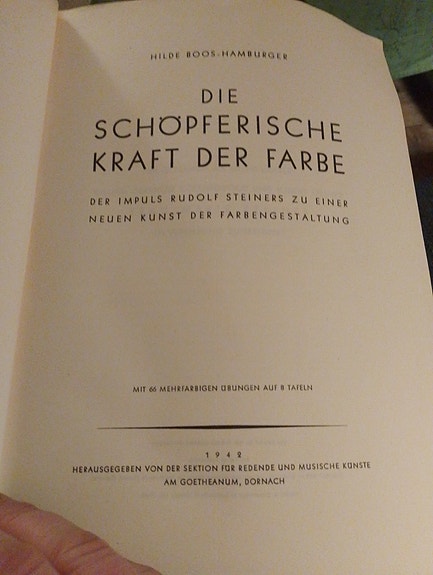 HILDE BOOS-HAMBURGER
DIE
SCHÖPFERISCHE
KRAFT DER FARBE
DER IMPULS RUDOLF STEINERS ZU EINER
NEUEN KUNST DER FARBENGESTALTUNG
MIT 66 MEHRFARBIGEN ÜBUNGEN AUF 8 TAFELN
1942
HERAUSGEGEBEN VON DER SEKTION FÜR REDENDE UND MUSISCHE KÜNSTE
AM GOETHEANUM, DORNACH